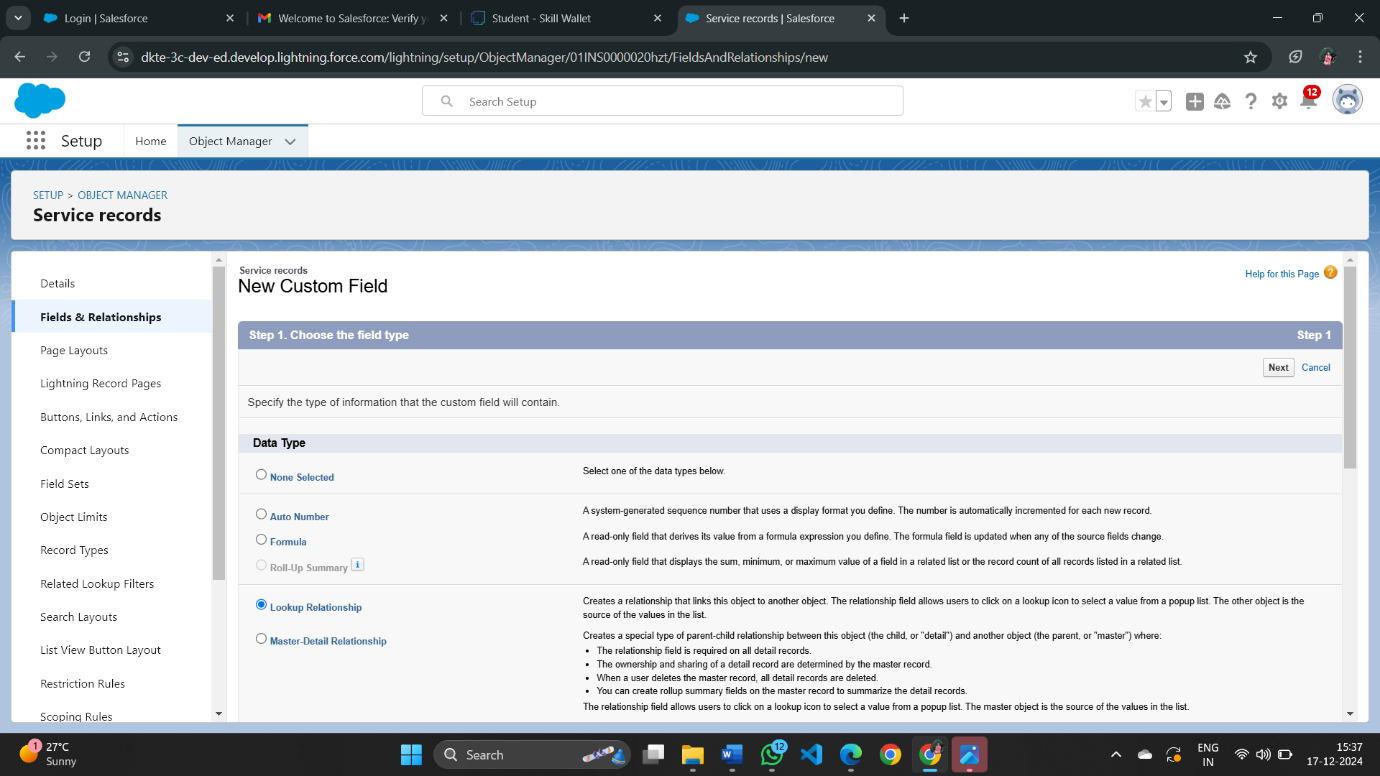 Login | Salesforce
Welcome to Salesforce: Verify y
Student - Skill Wallet
Service records | Salesforce
dkte-3c-dev-ed.develop.lightning.force.com/lightning/setup/ObjectManager/01INS0000020hzt/FieldsAndRelationships/new
Search Setup
12
Setup
Home
Object Manager
SETUP > OBJECT MANAGER
Service records
Details
Fields & Relationships
Page Layouts
Lightning Record Pages
Buttons, Links, and Actions
Compact Layouts
Field Sets
Object Limits
Record Types
Related Lookup Filters
Search Layouts
List View Button Layout
Restriction Rules
Scoping Rules
Service records
New Custom Field
Help for this Page ?
Step 1. Choose the field type Step 1
Next Cancel
Specify the type of information that the custom field will contain.
Data Type
None Selected Select one of the data types below.
Auto Number A system-generated sequence number that uses a display format you define. The number is automatically incremented for each new record.
Formula A read-only field that derives its value from a formula expression you define. The formula field is updated when any of the source fields change.
Roll-Up Summary i A read-only field that displays the sum, minimum, or maximum value of a field in a related list or the record count of all records listed in a related list.
Lookup Relationship Creates a relationship that links this object to another object. The relationship field allows users to click on a lookup icon to select a value from a popup list. The other object is the
source of the values in the list.
Master-Detail Relationship Creates a special type of parent-child relationship between this object (the child, or "detail") and another object (the parent, or "master") where:
• The relationship field is required on all detail records.
• The ownership and sharing of a detail record are determined by the master record.
• When a user deletes the master record, all detail records are deleted.
• You can create rollup summary fields on the master record to summarize the detail records.
The relationship field allows users to click on a lookup icon to select a value from a popup list. The master object is the source of the values in the list.
1
27°C
Sunny
Search
12
ENG
IN
15:37
17-12-2024